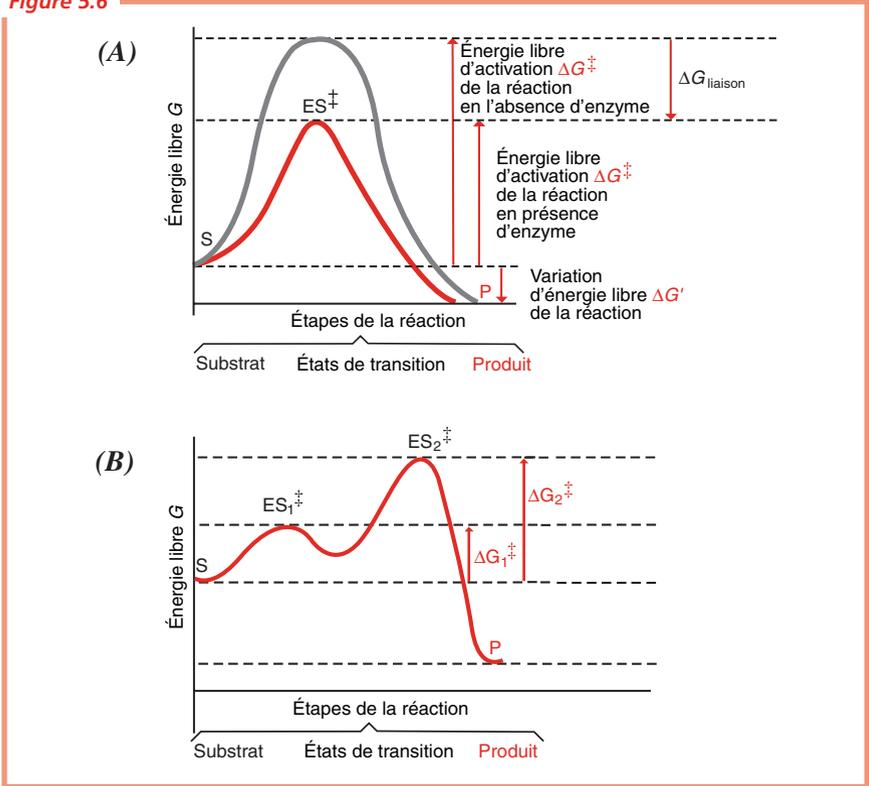 Figure 5.6
(A)
Énergie libre G
ES‡
S
P
Énergie libre
d'activation ΔG‡
de la réaction
en l'absence d'enzyme
ΔGliaison
Énergie libre
d'activation ΔG‡
de la réaction
en présence
d'enzyme
Variation
d'énergie libre ΔG'
de la réaction
Étapes de la réaction
Substrat États de transition Produit
(B)
Énergie libre G
ES2‡
ES1‡
S
ΔG2‡
ΔG1‡
P
Étapes de la réaction
Substrat États de transition Produit